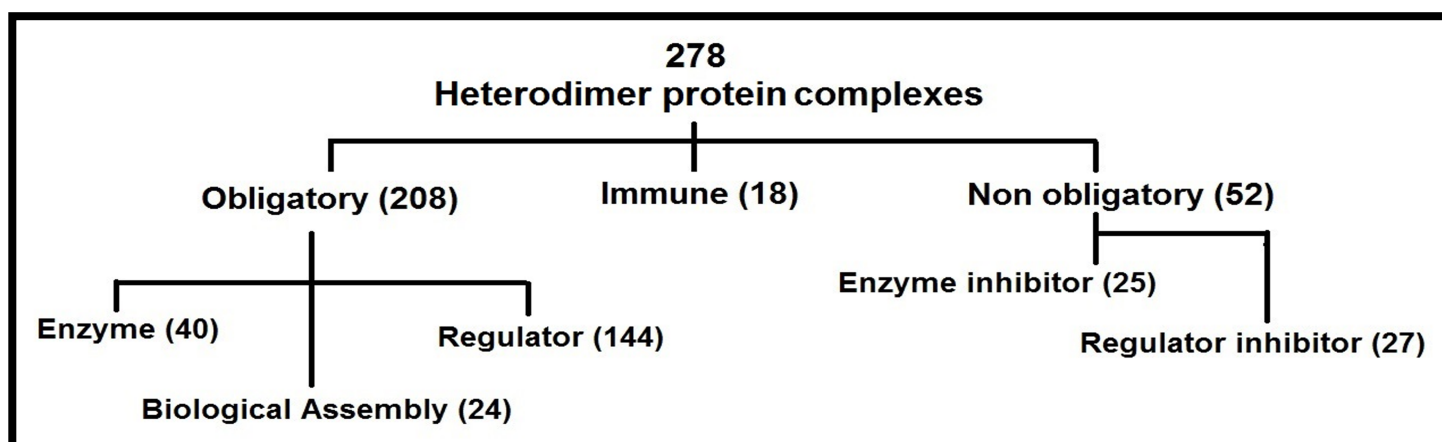 278
Heterodimer protein complexes
Obligatory (208)
Immune (18)
Non obligatory (52)
Enzyme (40)
Regulator (144)
Biological Assembly (24)
Enzyme inhibitor (25)
Regulator inhibitor (27)